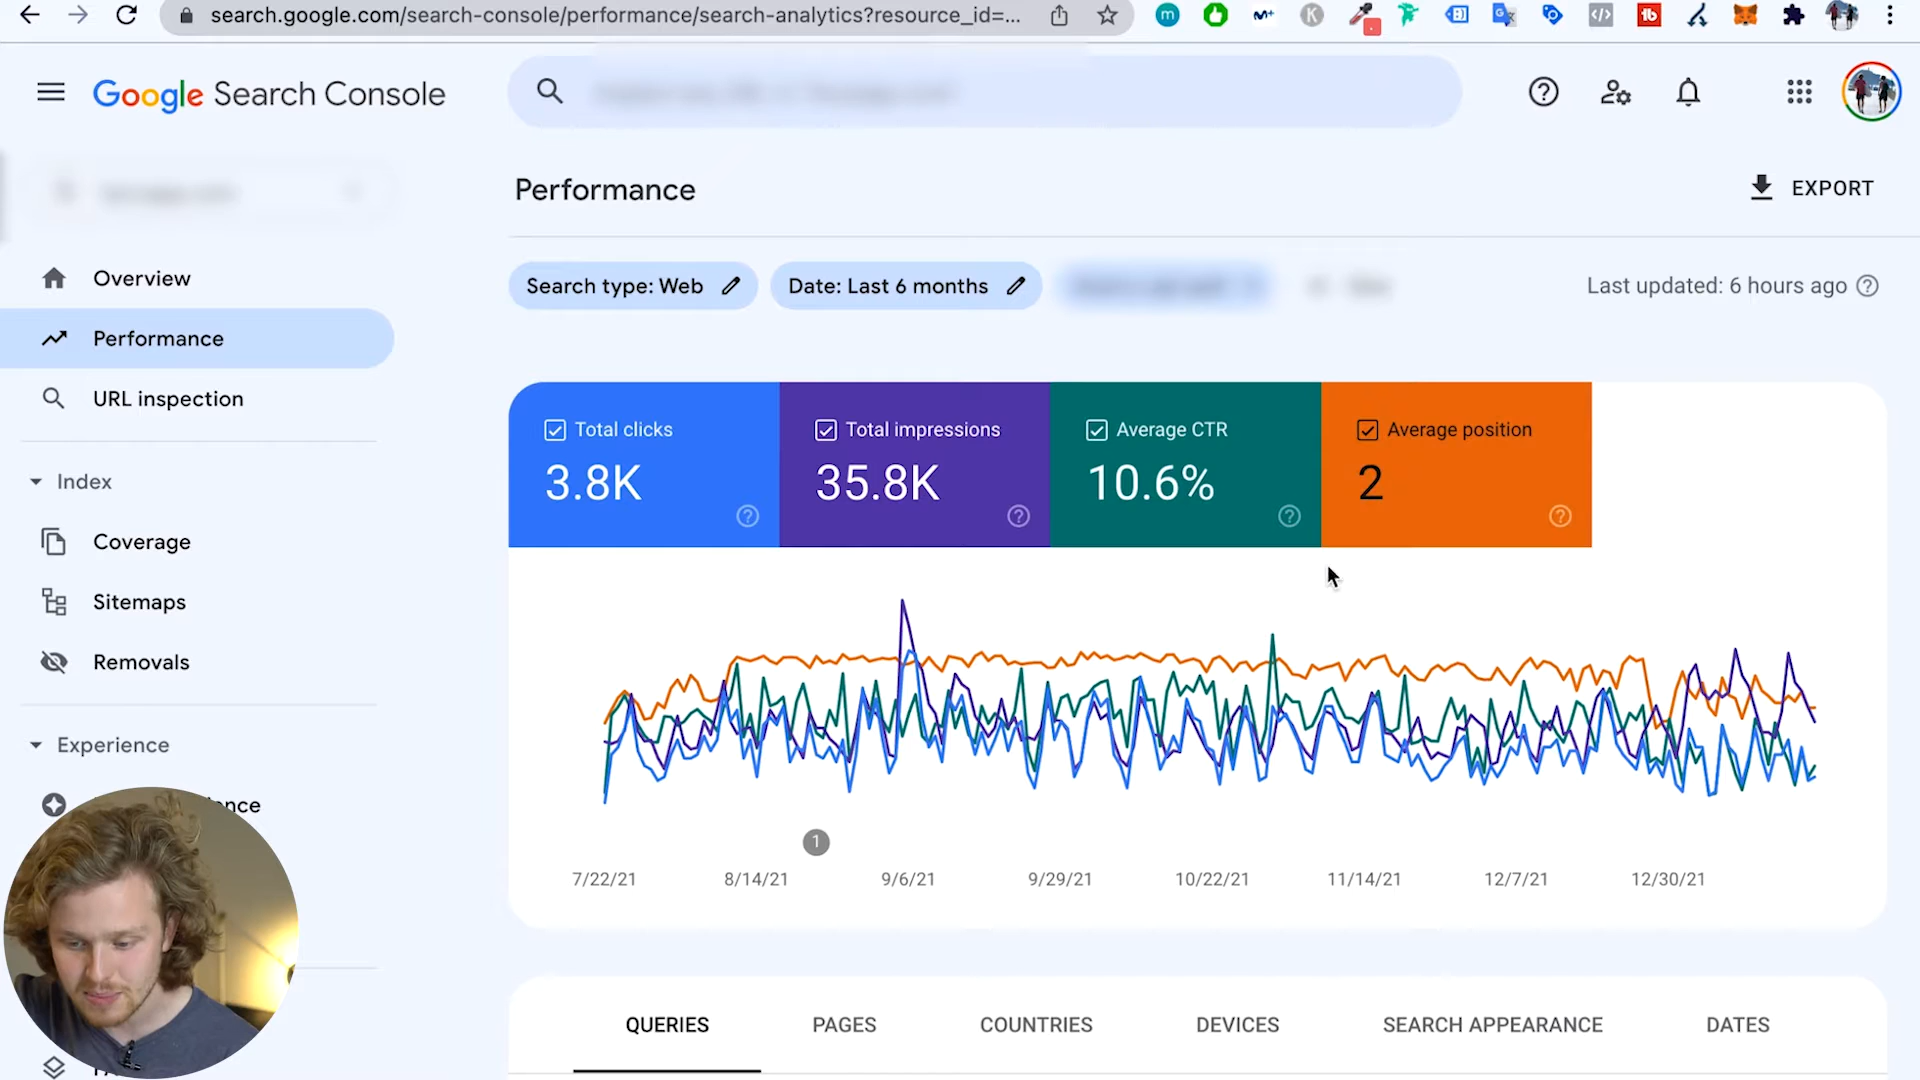 search.google.com/search-console/performance/search-analytics?resource_id=...
Google Search Console
Performance
EXPORT
Search type: Web
Date: Last 6 months
Last updated: 6 hours ago
Overview
Performance
URL inspection
Index
Coverage
Sitemaps
Removals
Experience
Total clicks
3.8K
Total impressions
35.8K
Average CTR
10.6%
Average position
2
1
7/22/21
8/14/21
9/6/21
9/29/21
10/22/21
11/14/21
12/7/21
12/30/21
QUERIES
PAGES
COUNTRIES
DEVICES
SEARCH APPEARANCE
DATES